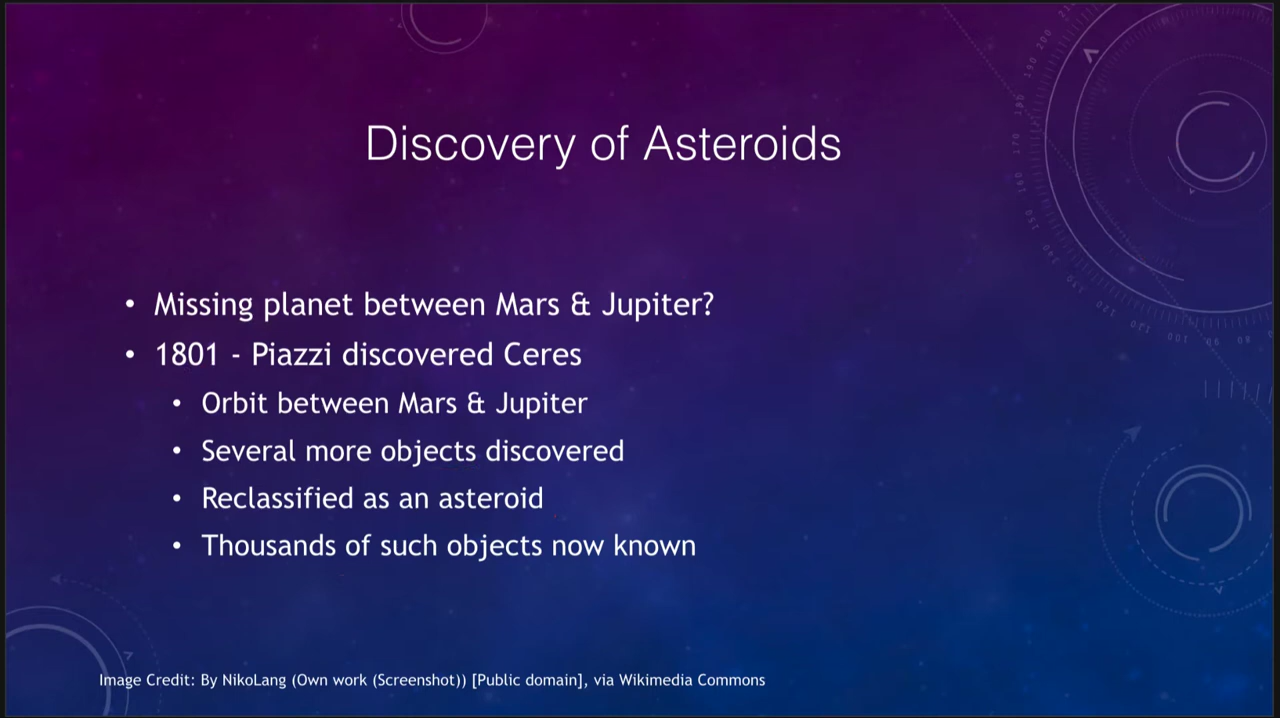 Discovery of Asteroids
• Missing planet between Mars & Jupiter?
• 1801 - Piazzi discovered Ceres
• Orbit between Mars & Jupiter
• Several more objects discovered
• Reclassified as an asteroid
• Thousands of such objects now known
Image Credit: By NikoLang (Own work (Screenshot)) [Public domain], via Wikimedia Commons